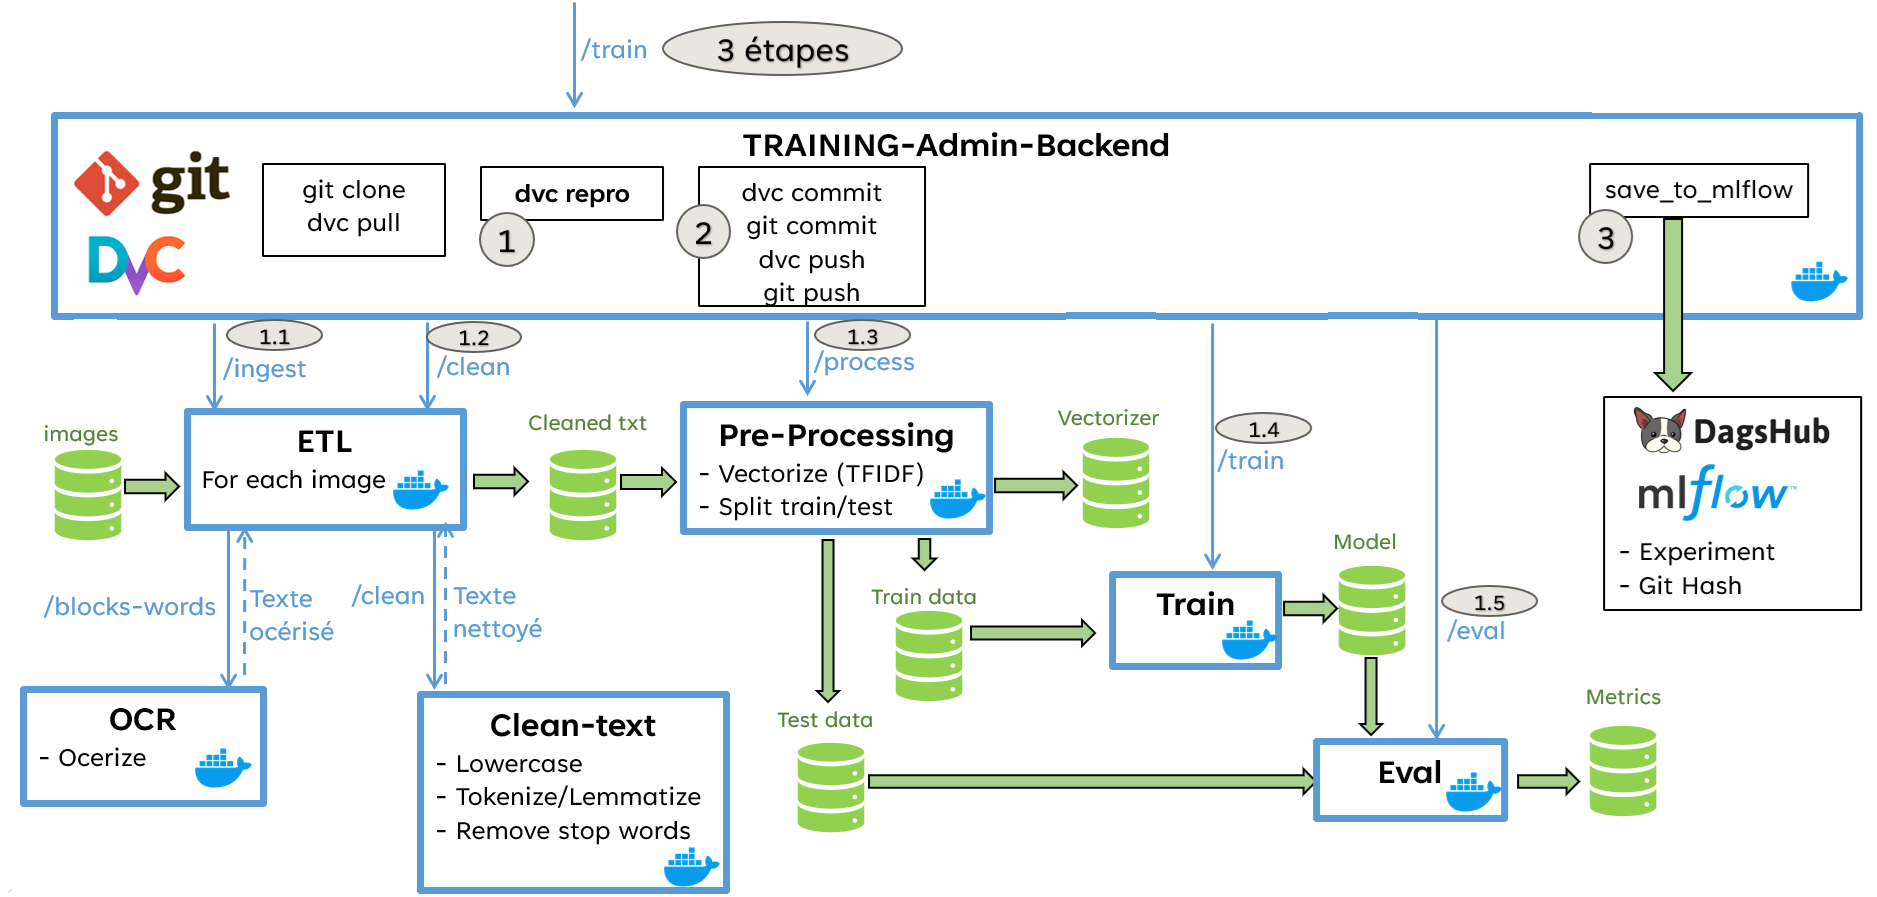 /train
3 étapes
TRAINING-Admin-Backend
git
DVC
git clone
dvc pull
dvc repro
1
2
dvc commit
git commit
dvc push
git push
save_to_mlflow
3
1.1
/ingest
1.2
/clean
1.3
/process
images
ETL
For each image
Cleaned txt
Pre-Processing
- Vectorize (TFIDF)
- Split train/test
Vectorizer
1.4
/train
DagsHub
mlflow™
- Experiment
- Git Hash
/blocks-words
Texte
océrisé
/clean
Texte
nettoyé
Train data
Train
Model
1.5
/eval
OCR
- Ocerize
Clean-text
- Lowercase
- Tokenize/Lemmatize
- Remove stop words
Test data
Eval
Metrics